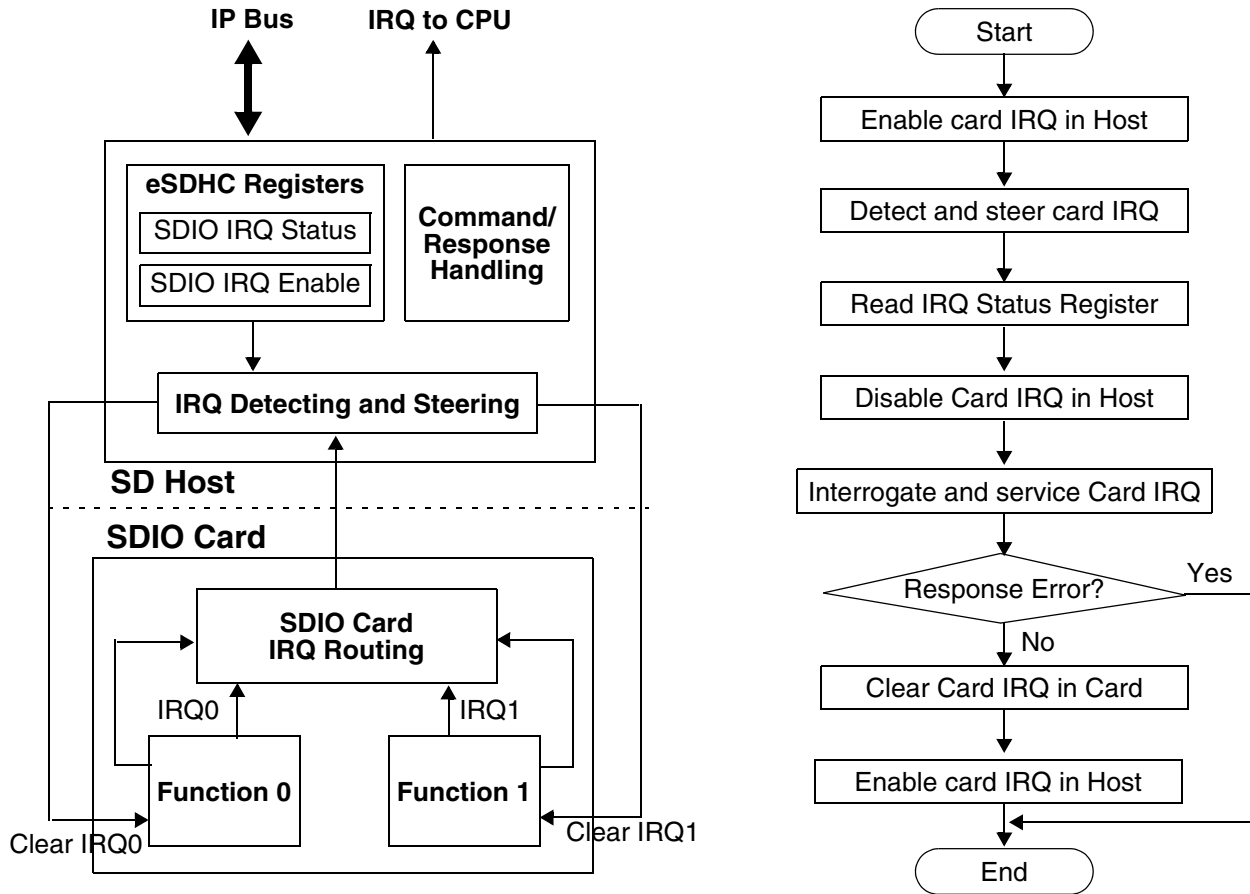 IP Bus
IRQ to CPU
eSDHC Registers
SDIO IRQ Status
SDIO IRQ Enable
Command/
Response
Handling
IRQ Detecting and Steering
SD Host
SDIO Card
SDIO Card
IRQ Routing
IRQ0
IRQ1
Function 0
Function 1
Clear IRQ0
Clear IRQ1
Start
Enable card IRQ in Host
Detect and steer card IRQ
Read IRQ Status Register
Disable Card IRQ in Host
Interrogate and service Card IRQ
Response Error?
Yes
No
Clear Card IRQ in Card
Enable card IRQ in Host
End